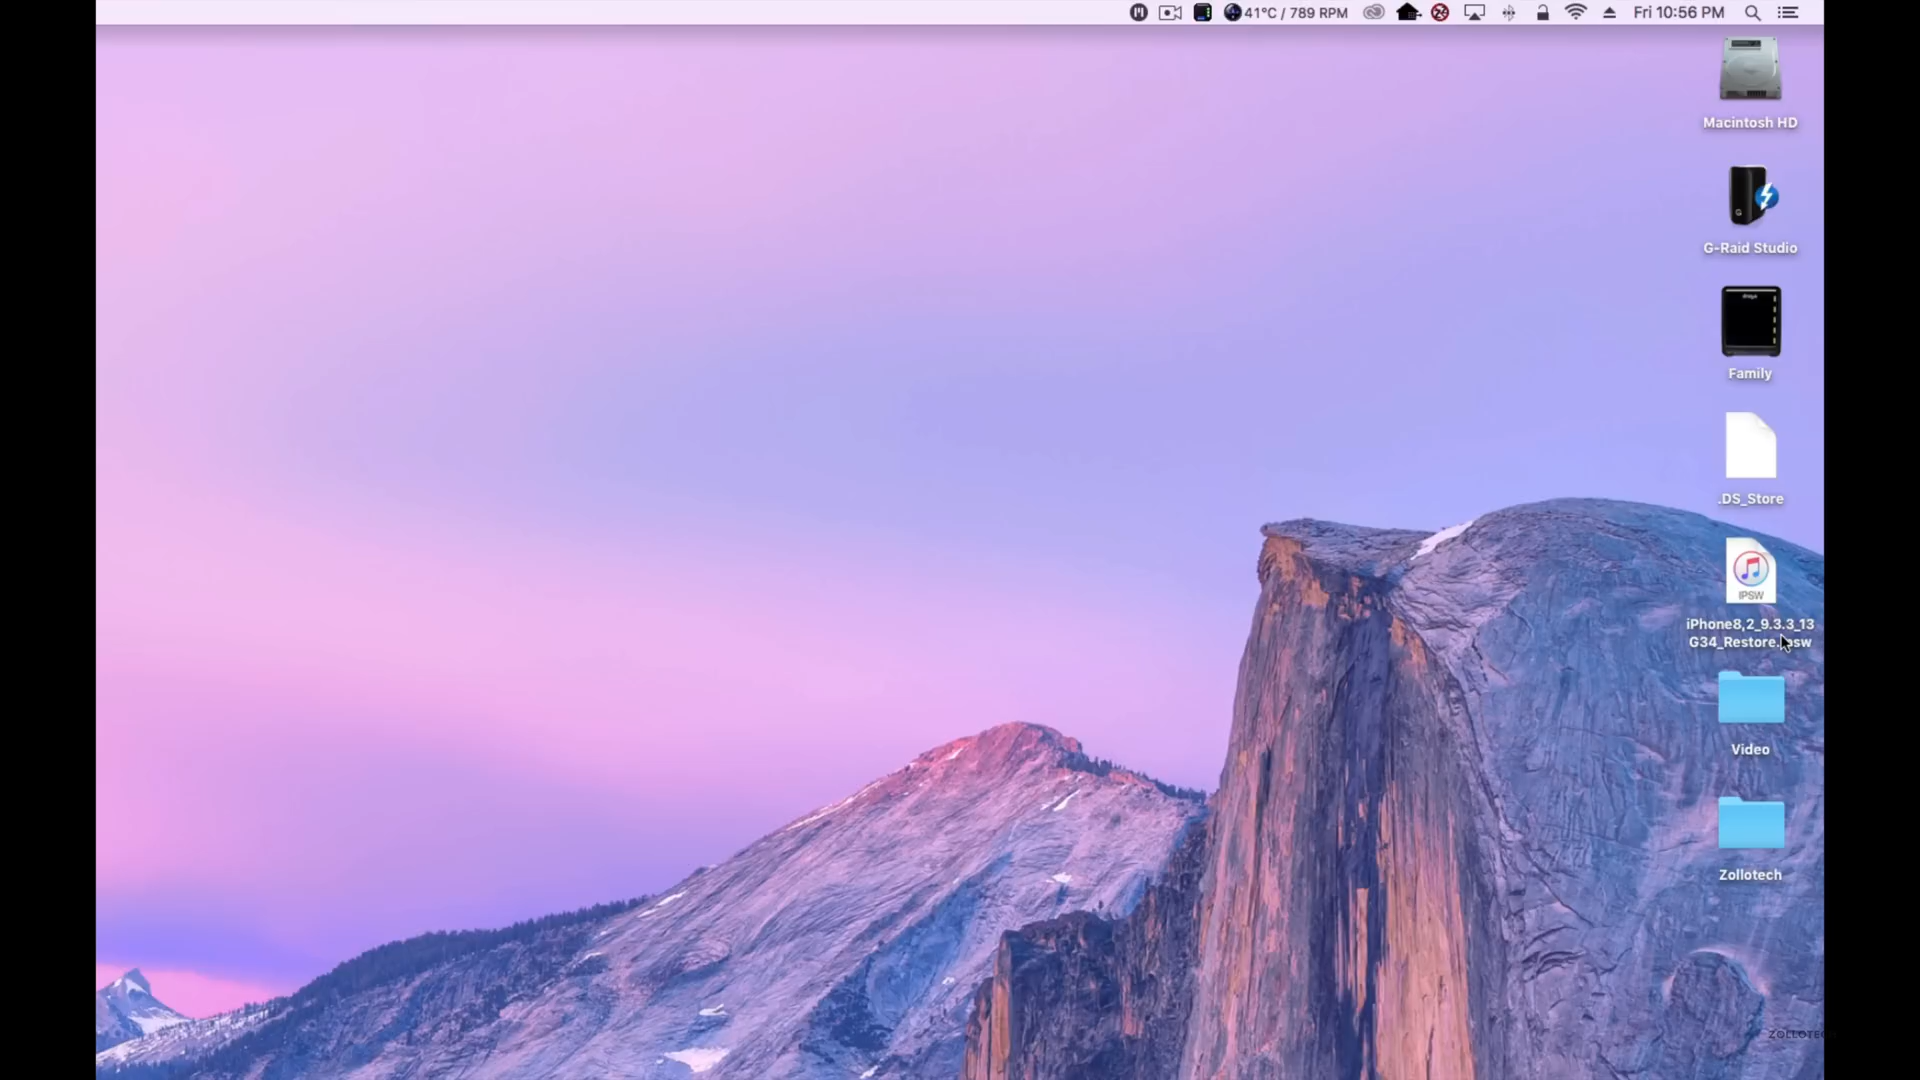 41°C / 789 RPM
Fri 10:56 PM
Macintosh HD
G-Raid Studio
Family
.DS_Store
IPSW
iPhone8,2_9.3.3_13
G34_Restore.
Video
Zollotech